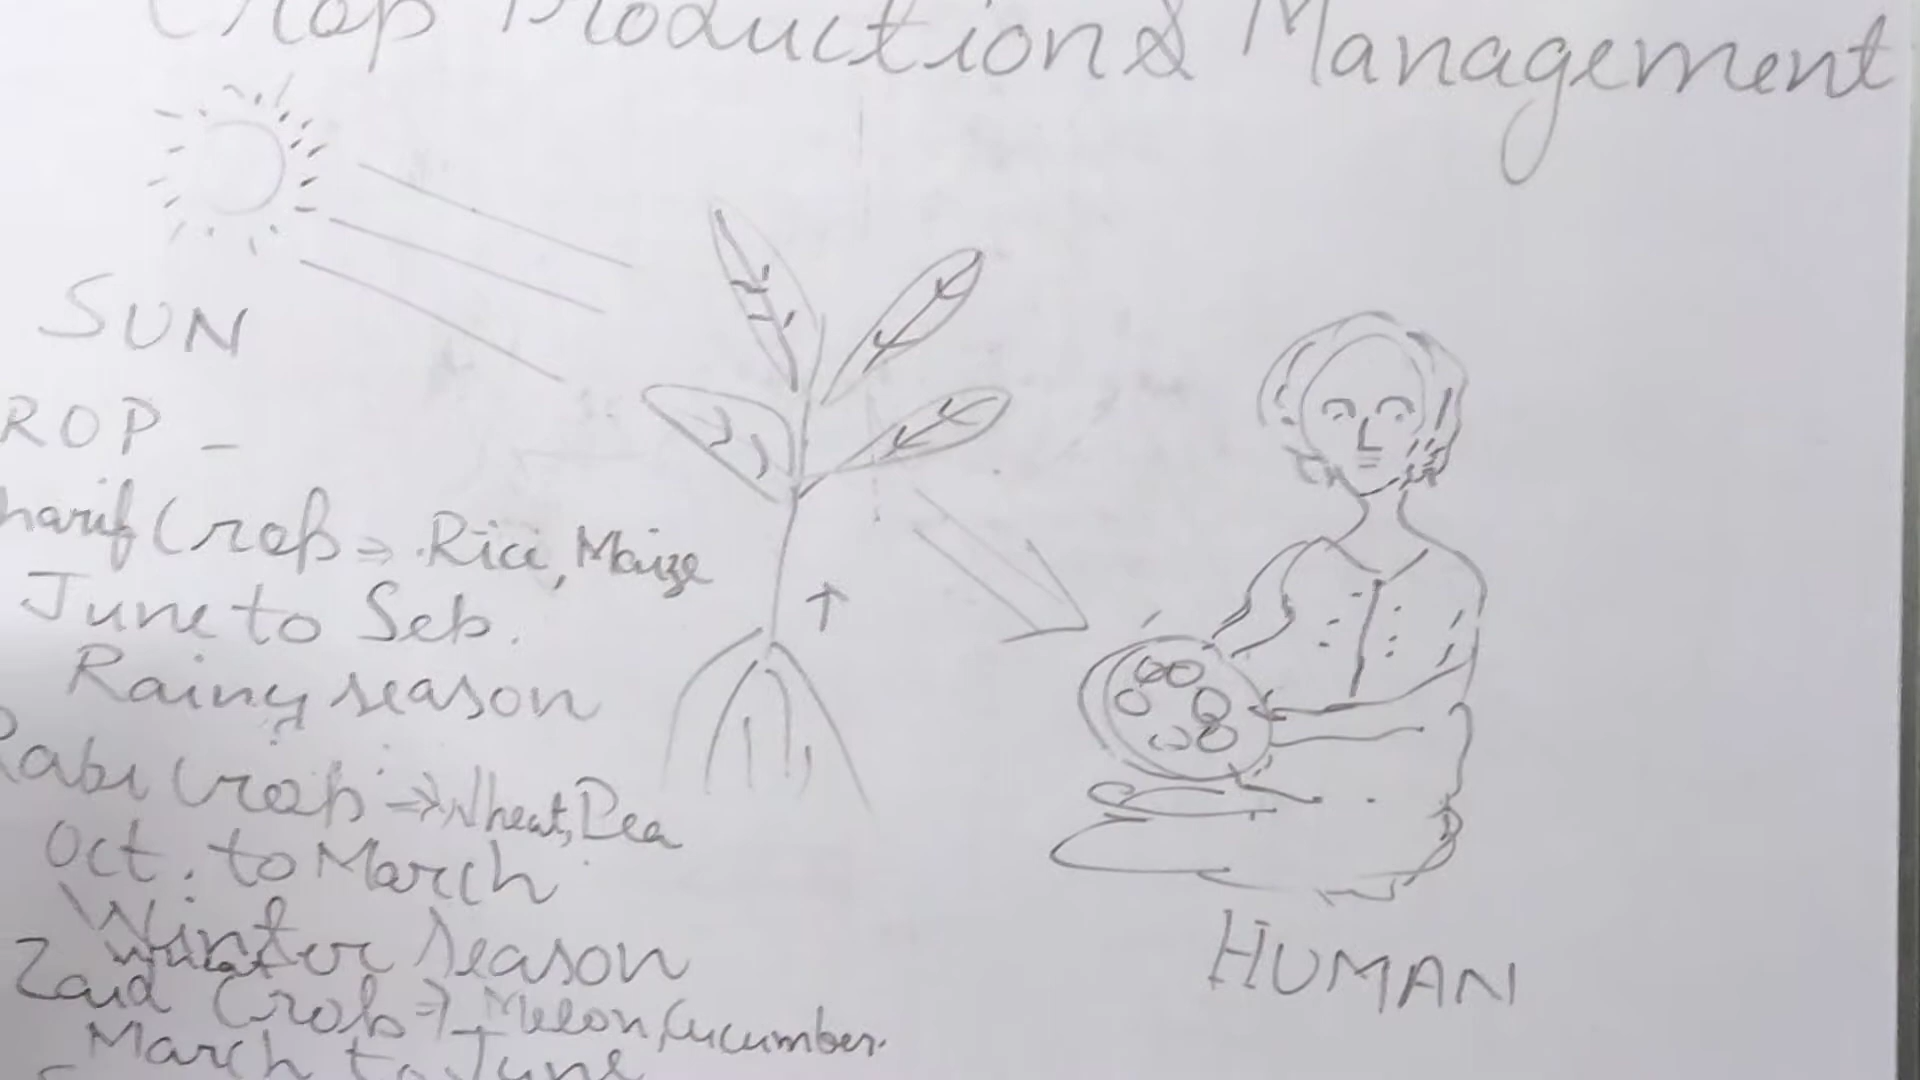 Crop Production & Management
SUN
ROP -
harif Crop ⇒ Rice, Maize
June to Sep.
Rainy season
Rabi Crop → Wheat, Pea
Oct. to March
Winter season
Zaid Crop ⇒ Melon, Cucumber.
March to June
HUMAN